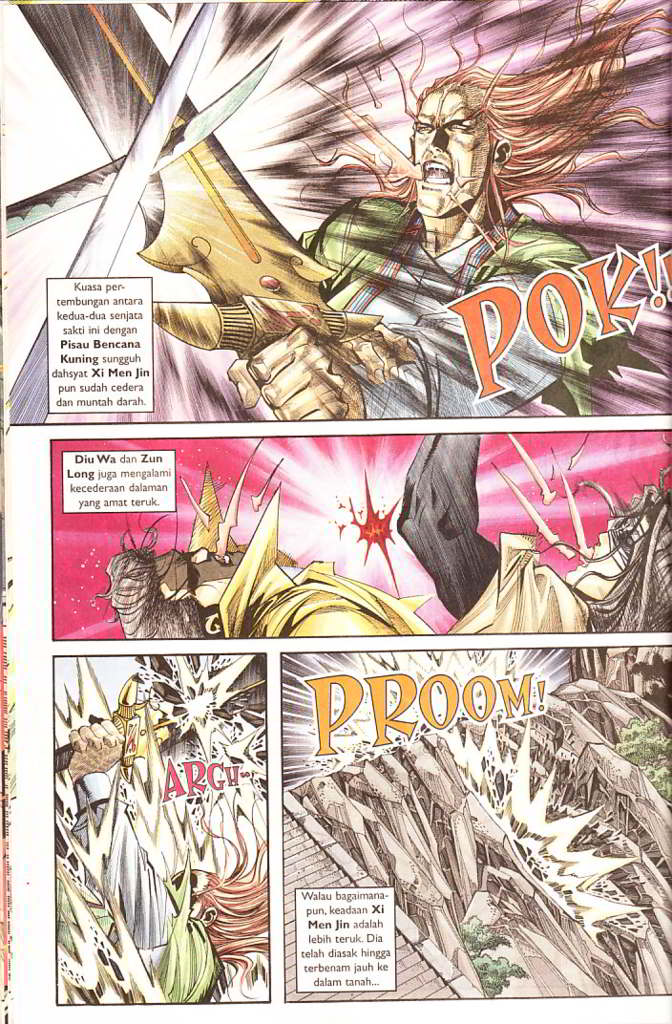 POK!!
Kuasa per-
tembungan antara
kedua-dua senjata
sakti ini dengan
Pisau Bencana
Kuning sungguh
dahsyat Xi Men Jin
pun sudah cedera
dan muntah darah.
Diu Wa dan Zun
Long juga mengalami
kecederaan dalaman
yang amat teruk.
ARGH..
PROOM!
Walau bagaimana-
pun, keadaan Xi
Men Jin adalah
lebih teruk. Dia
telah diasak hingga
terbenam jauh ke
dalam tanah...